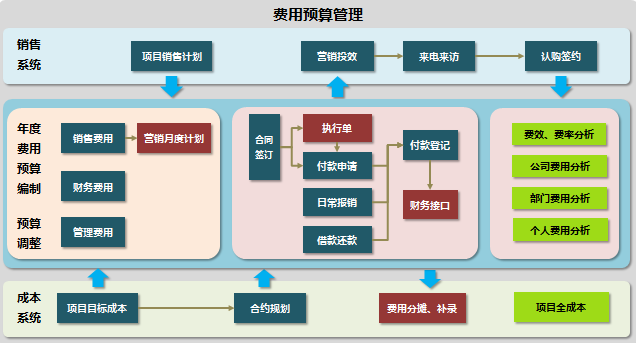 费用预算管理
销售
系统
项目销售计划
营销投效
来电来访
认购签约
年度
费用
预算
编制
预算
调整
销售费用
营销月度计划
财务费用
管理费用
合同
签订
执行单
付款申请
日常报销
借款还款
付款登记
财务接口
费效、费率分析
公司费用分析
部门费用分析
个人费用分析
成本
系统
项目目标成本
合约规划
费用分摊、补录
项目全成本